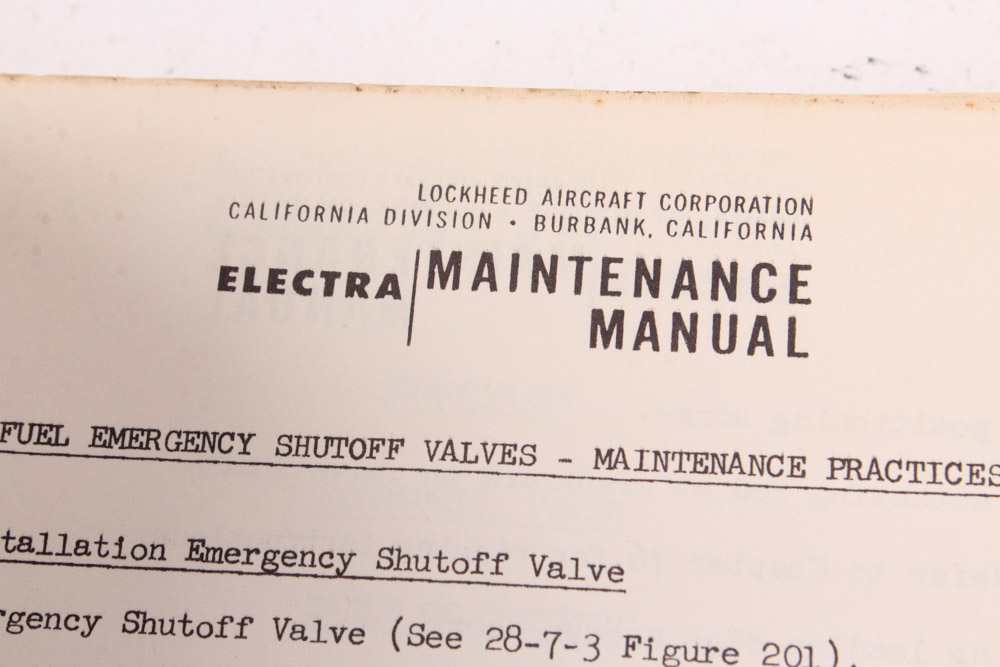 LOCKHEED AIRCRAFT CORPORATION
CALIFORNIA DIVISION • BURBANK, CALIFORNIA
ELECTRA MAINTENANCE
MANUAL
FUEL EMERGENCY SHUTOFF VALVES - MAINTENANCE PRACTICES
tallation Emergency Shutoff Valve
rgency Shutoff Valve (See 28-7-3 Figure 201).